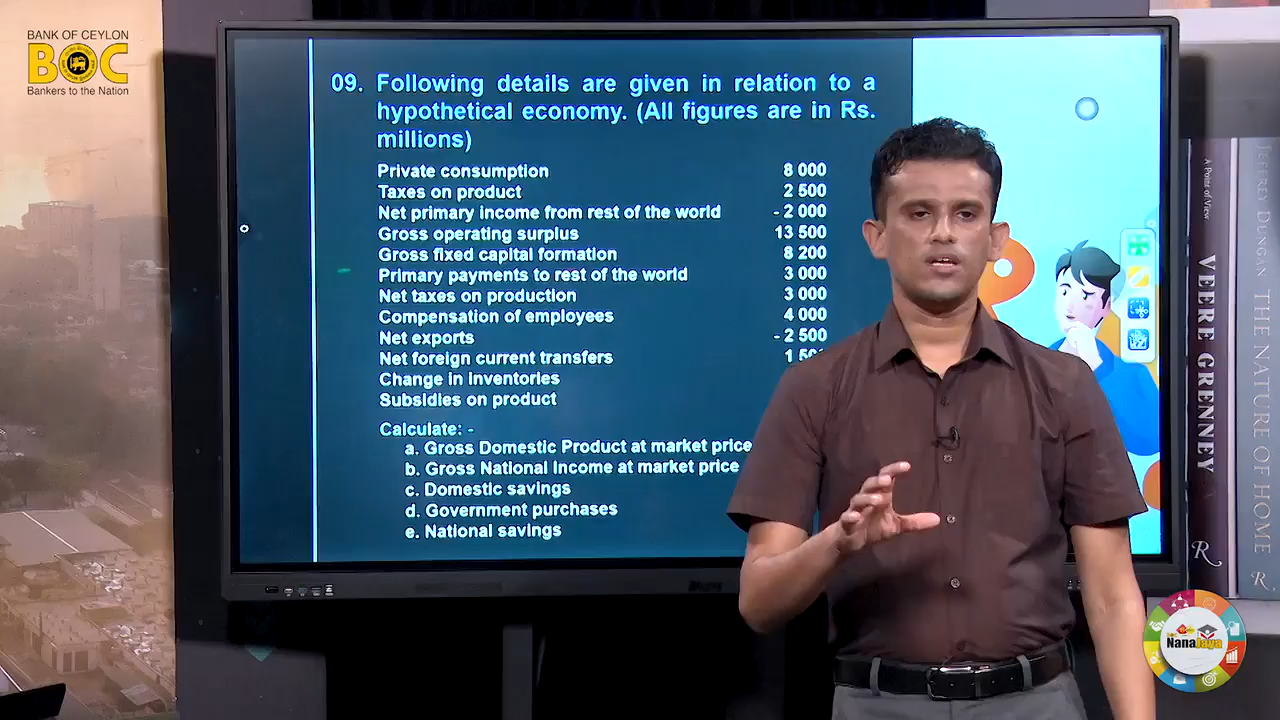 BANK OF CEYLON
BOC
Bankers to the Nation
09. Following details are given in relation to a
hypothetical economy. (All figures are in Rs.
millions)
Private consumption 8 000
Taxes on product 2 500
Net primary income from rest of the world - 2 000
Gross operating surplus 13 500
Gross fixed capital formation 8 200
Primary payments to rest of the world 3 000
Net taxes on production 3 000
Compensation of employees 4 000
Net exports - 2 500
Net foreign current transfers
Change in inventories
Subsidies on product
Calculate: -
a. Gross Domestic Product at market price
b. Gross National Income at market price
c. Domestic savings
d. Government purchases
e. National savings
A Point of View
VEERE GRENNEY
R
JEFFREY DUNGAN THE NATURE OF HOME
R
NanaJaya